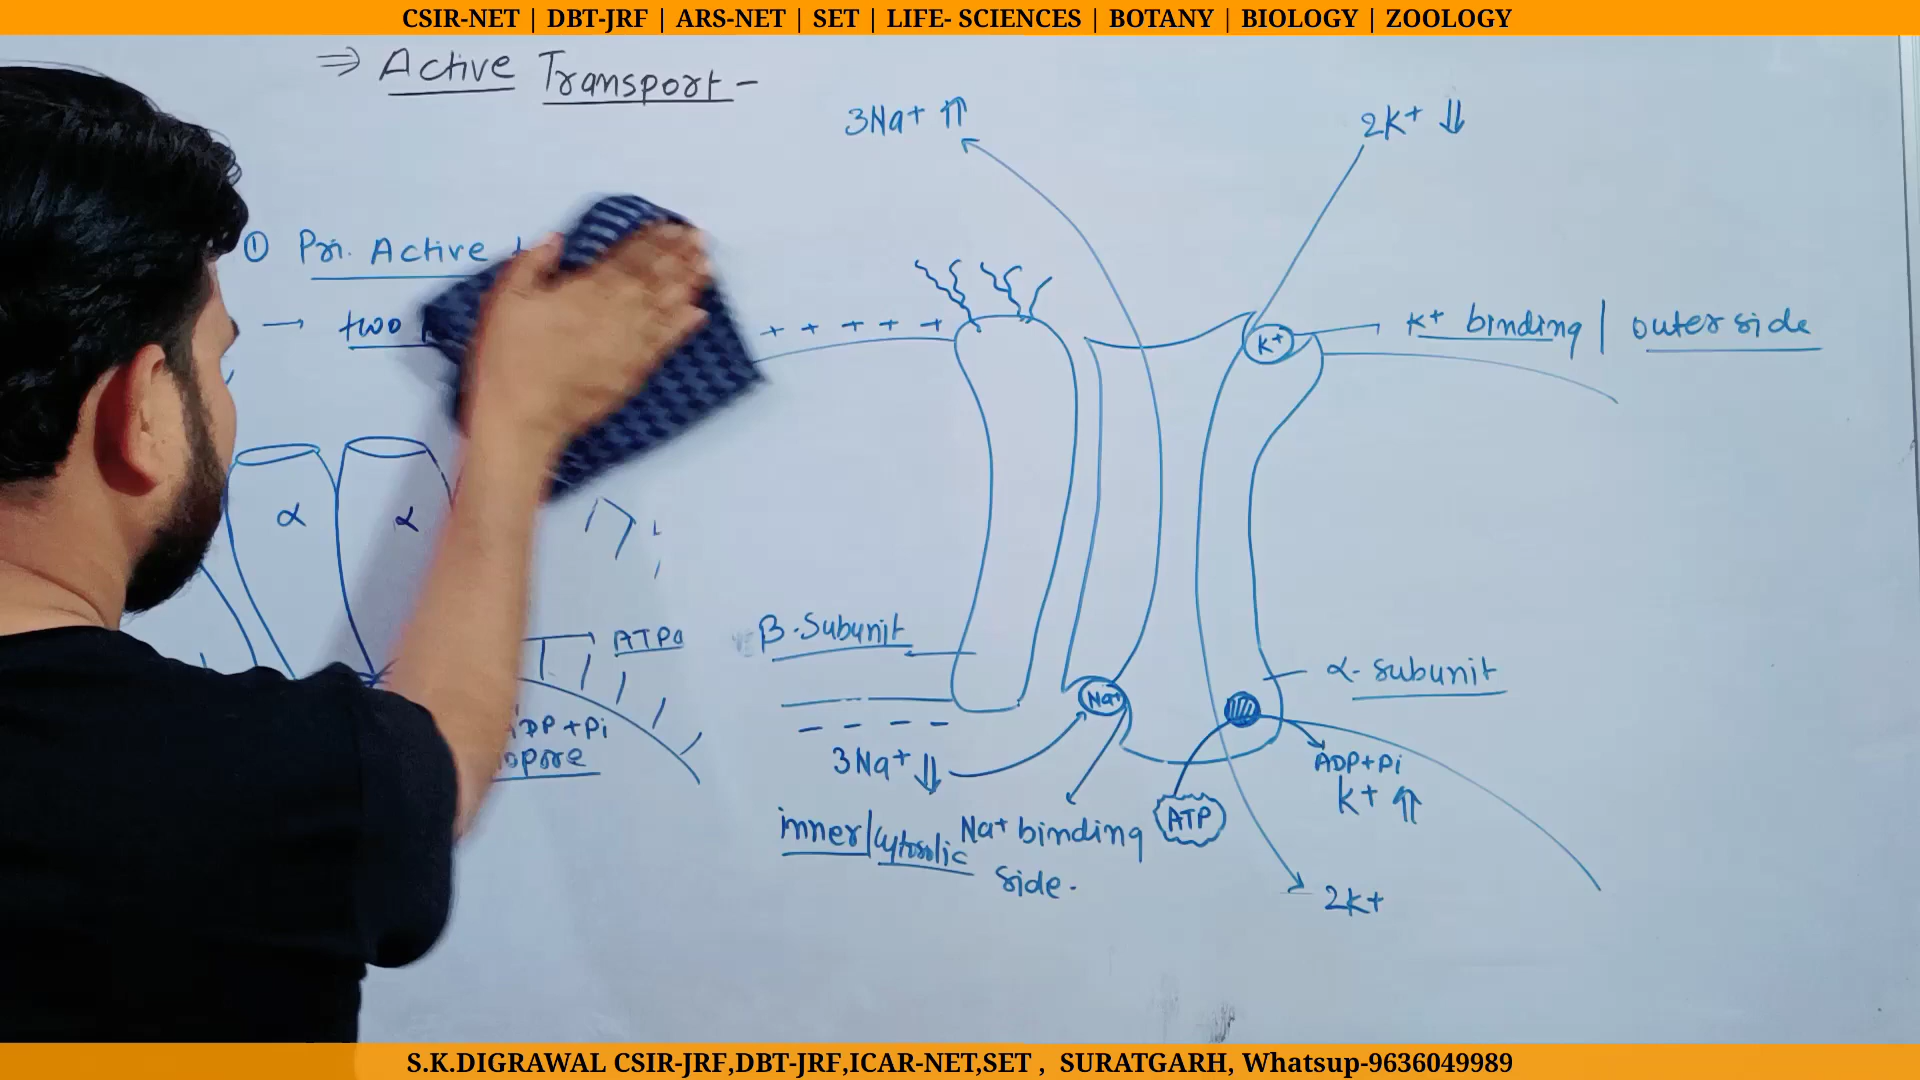 CSIR-NET | DBT-JRF | ARS-NET | SET | LIFE- SCIENCES | BOTANY | BIOLOGY | ZOOLOGY
⇒ Active Transport -
3Na+ ⇑
2K+ ⇓
① Pri. Active
→ two
+ + + + +
K+
K+ binding | outer side
α
α
ATPa
β-Subunit
α-subunit
Na+
- - - -
DP+Pi
3Na+ ⇓
ADP+Pi
K+ ⇑
ATP
inner/cytosolic
Na+ binding
side.
2K+
S.K.DIGRAWAL CSIR-JRF,DBT-JRF,ICAR-NET,SET , SURATGARH, Whatsup-9636049989